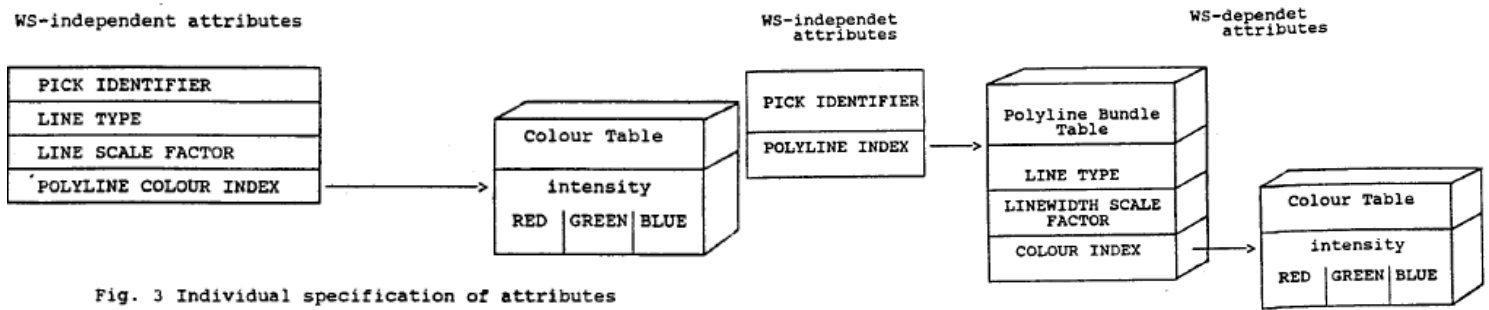 WS-independent attributes
PICK IDENTIFIER
LINE TYPE
LINE SCALE FACTOR
POLYLINE COLOUR INDEX
Colour Table
intensity
RED GREEN BLUE
Fig. 3 Individual specification of attributes
WS-independet
attributes
PICK IDENTIFIER
POLYLINE INDEX
WS-dependet
attributes
Polyline Bundle
Table
LINE TYPE
LINEWIDTH SCALE
FACTOR
COLOUR INDEX
Colour Table
intensity
RED GREEN BLUE